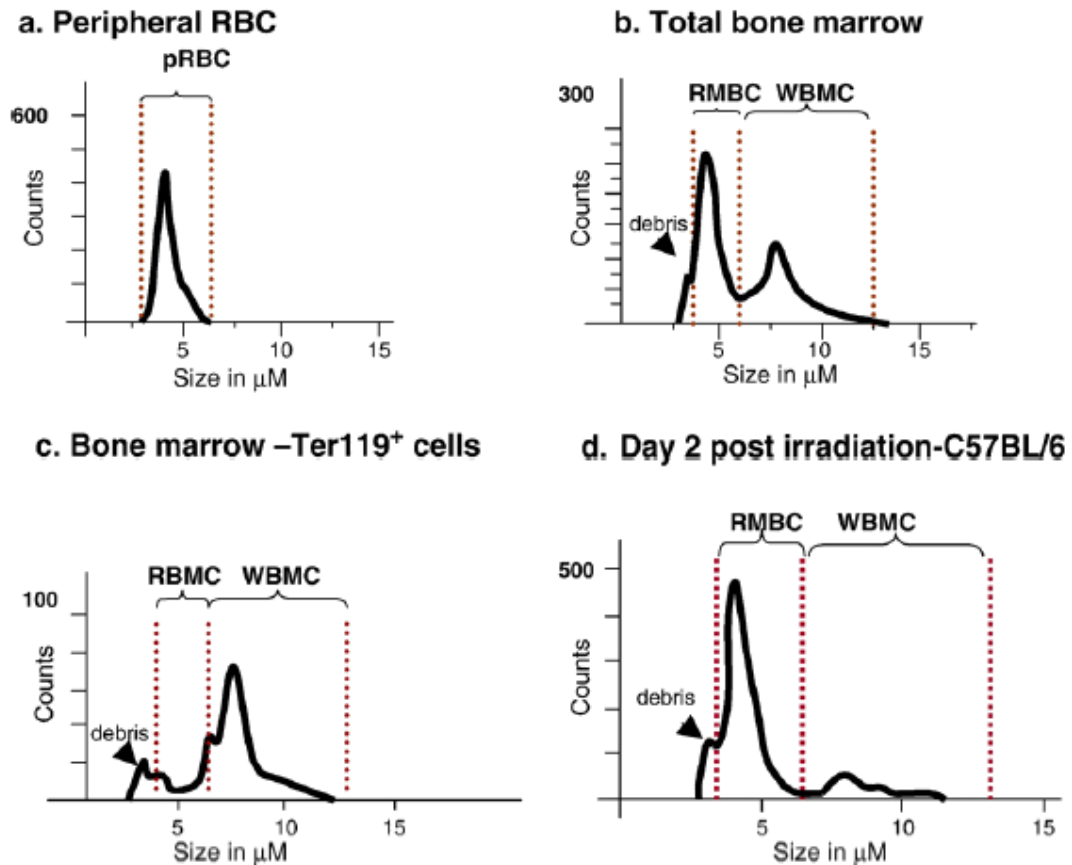 a. Peripheral RBC
pRBC
600
Counts
5 10 15
Size in µM
b. Total bone marrow
RMBC WBMC
300
debris
Counts
5 10 15
Size in µM
c. Bone marrow –Ter119⁺ cells
RBMC WBMC
100
debris
Counts
5 10 15
Size in µM
d. Day 2 post irradiation-C57BL/6
RMBC WBMC
500
debris
Counts
5 10 15
Size in µM